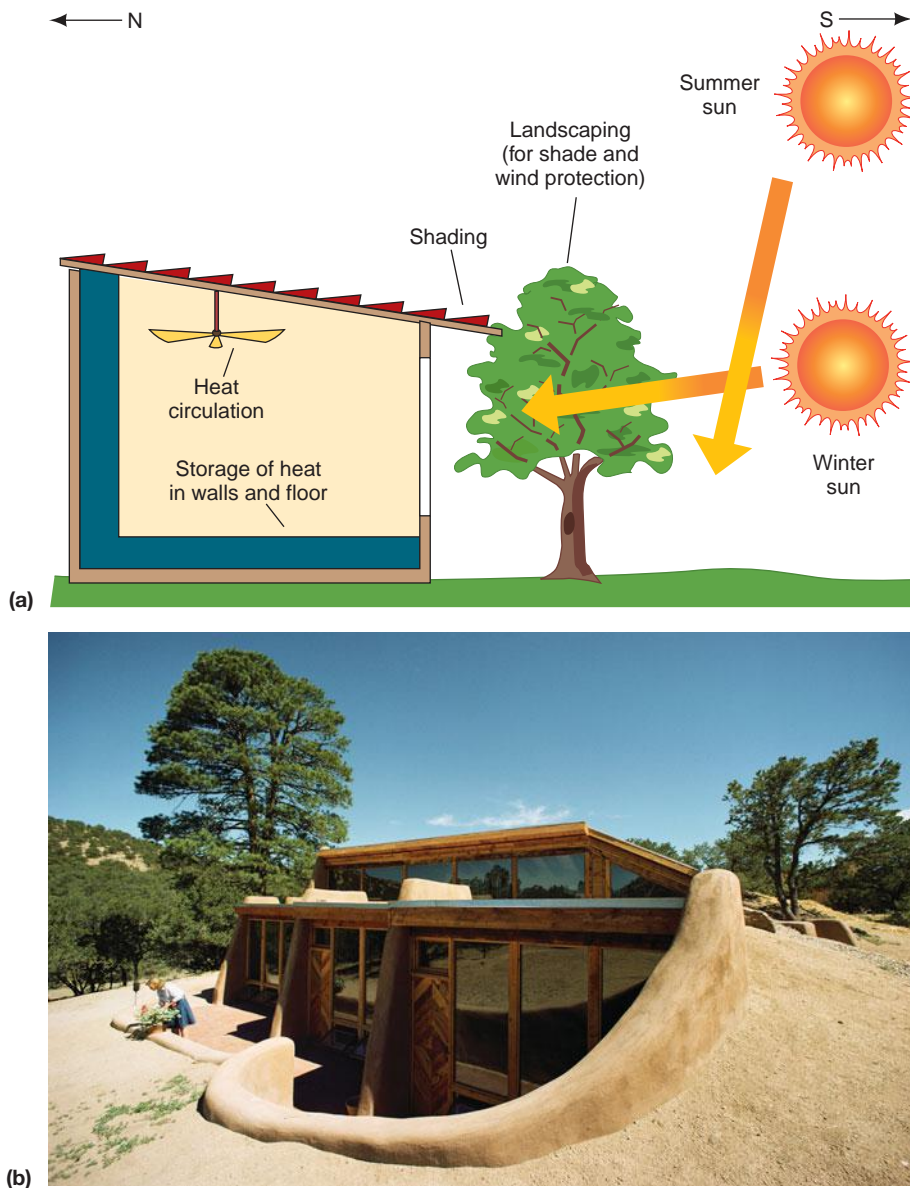 N
S
Summer
sun
Landscaping
(for shade and
wind protection)
Shading
Heat
circulation
Storage of heat
in walls and floor
Winter
sun
(a)
(b)